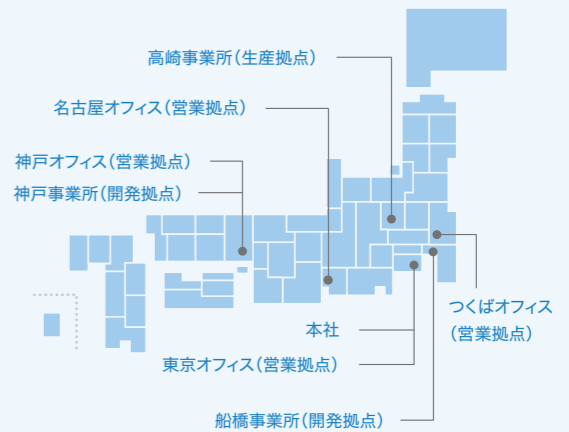 高崎事業所（生産拠点）
名古屋オフィス（営業拠点）
神戸オフィス（営業拠点）
神戸事業所（開発拠点）
つくばオフィス
（営業拠点）
本社
東京オフィス（営業拠点）
船橋事業所（開発拠点）